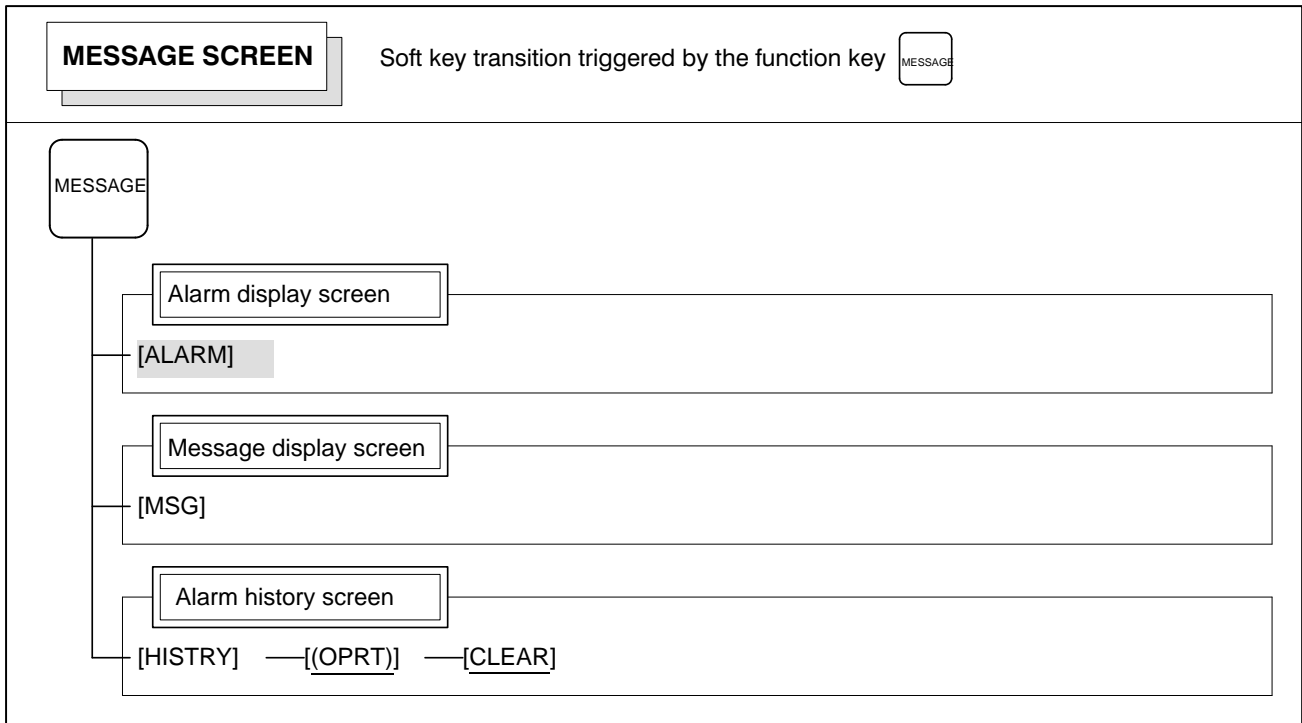 MESSAGE SCREEN
Soft key transition triggered by the function key MESSAGE
MESSAGE
Alarm display screen
[ALARM]
Message display screen
[MSG]
Alarm history screen
[HISTRY] [(OPRT)] [CLEAR]